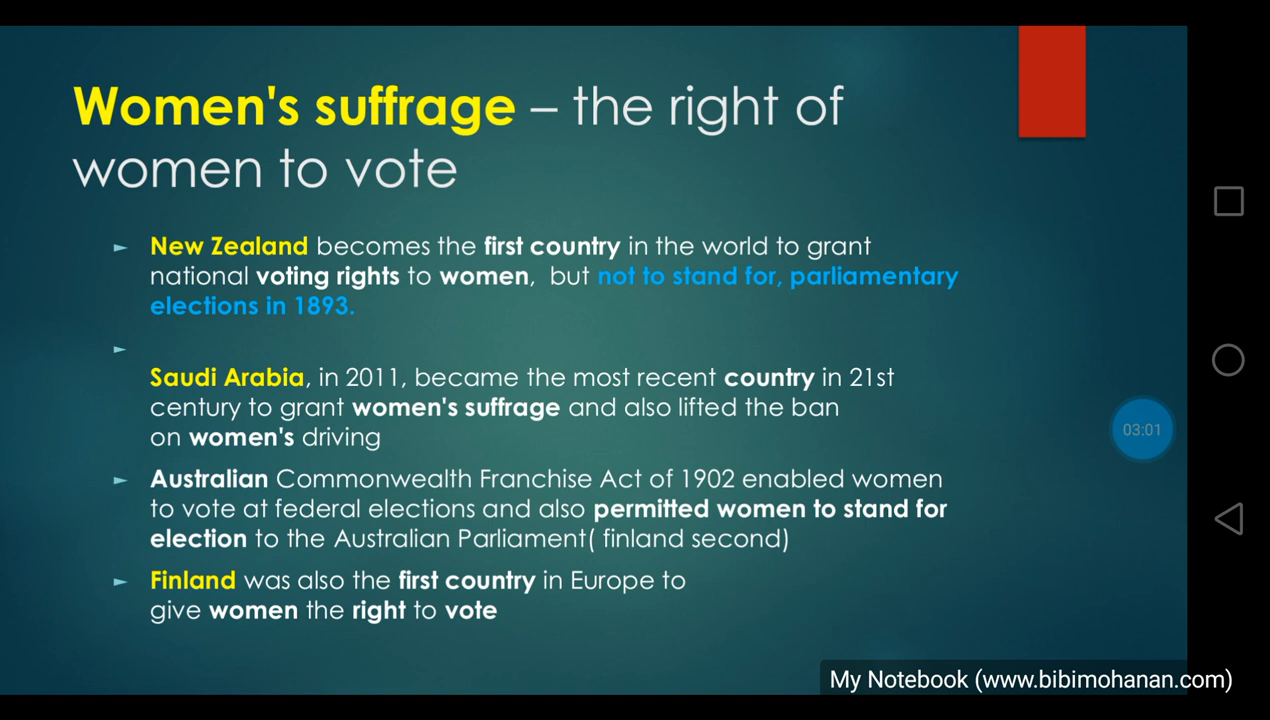 Women's suffrage – the right of
women to vote
► New Zealand becomes the first country in the world to grant
national voting rights to women, but not to stand for, parliamentary
elections in 1893.
►
Saudi Arabia, in 2011, became the most recent country in 21st
century to grant women's suffrage and also lifted the ban
on women's driving
► Australian Commonwealth Franchise Act of 1902 enabled women
to vote at federal elections and also permitted women to stand for
election to the Australian Parliament( finland second)
► Finland was also the first country in Europe to
give women the right to vote
03:01
My Notebook (www.bibimohanan.com)